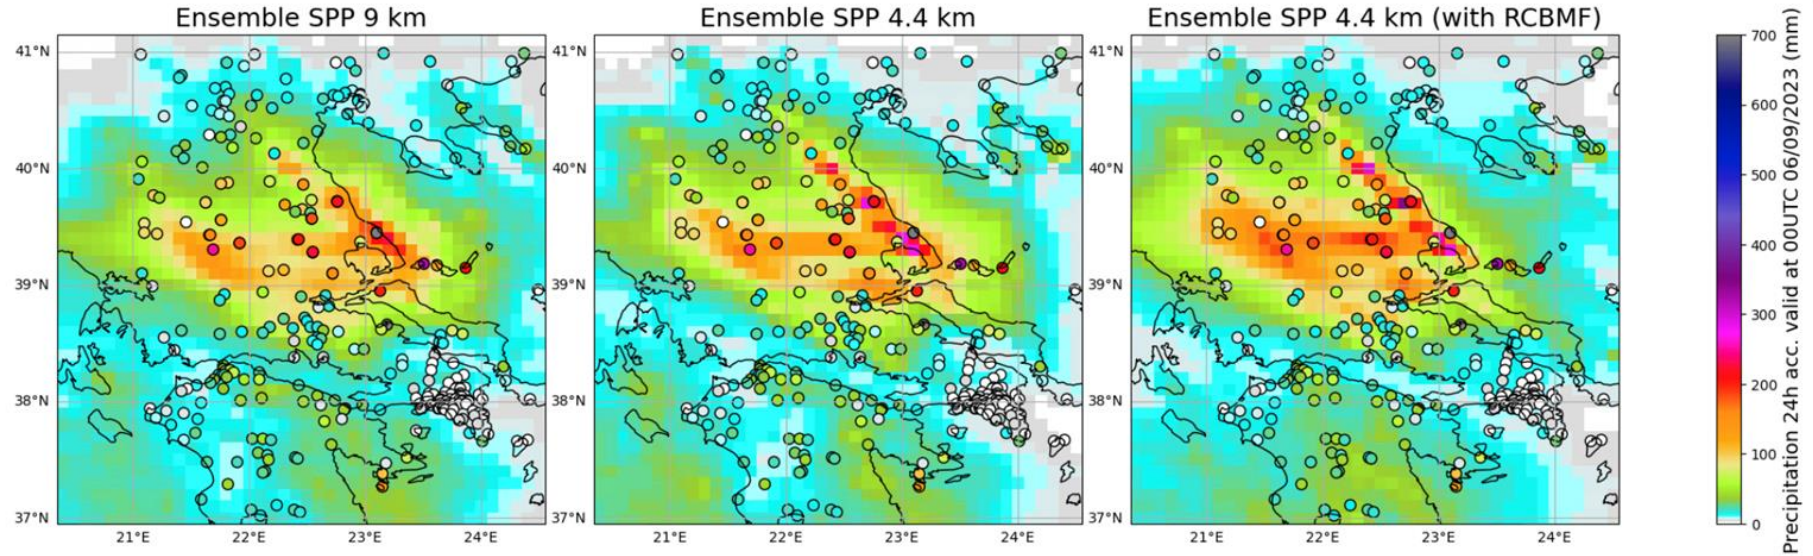 Ensemble SPP 9 km
Ensemble SPP 4.4 km
Ensemble SPP 4.4 km (with RCBMF)
41°N
40°N
39°N
38°N
37°N
21°E
22°E
23°E
24°E
41°N
40°N
39°N
38°N
37°N
21°E
22°E
23°E
24°E
41°N
40°N
39°N
38°N
37°N
21°E
22°E
23°E
24°E
700
600
500
400
300
200
100
0
Precipitation 24h acc. valid at 00UTC 06/09/2023 (mm)